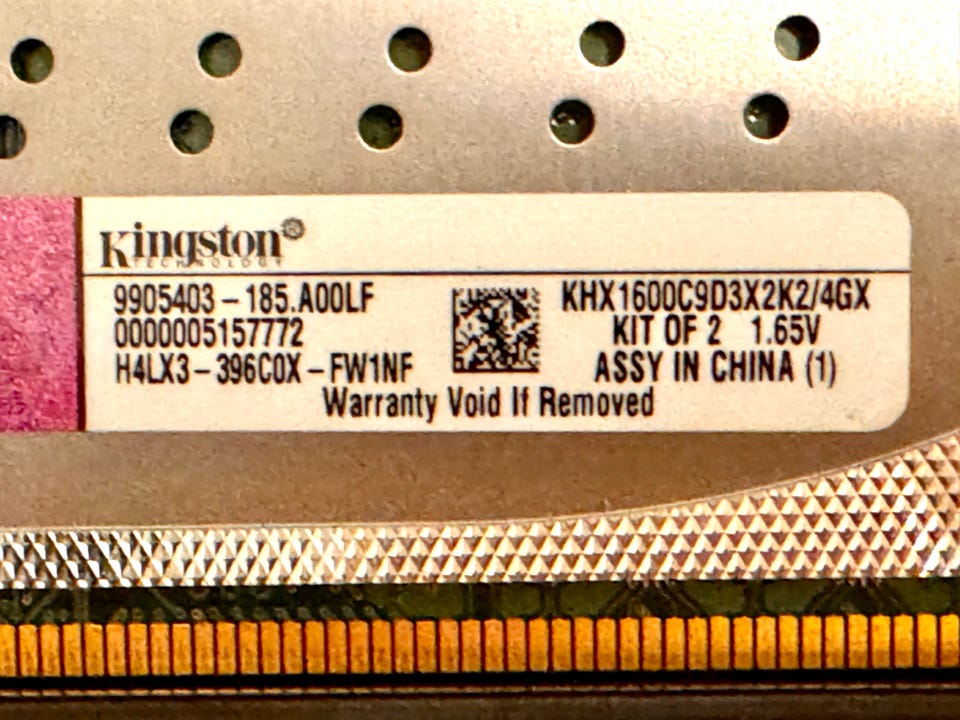 Kingston®
TECHNOLOGY
9905403-185.A00LF
0000005157772
H4LX3-396C0X-FW1NF
KHX1600C9D3X2K2/4GX
KIT OF 2 1.65V
ASSY IN CHINA (1)
Warranty Void If Removed